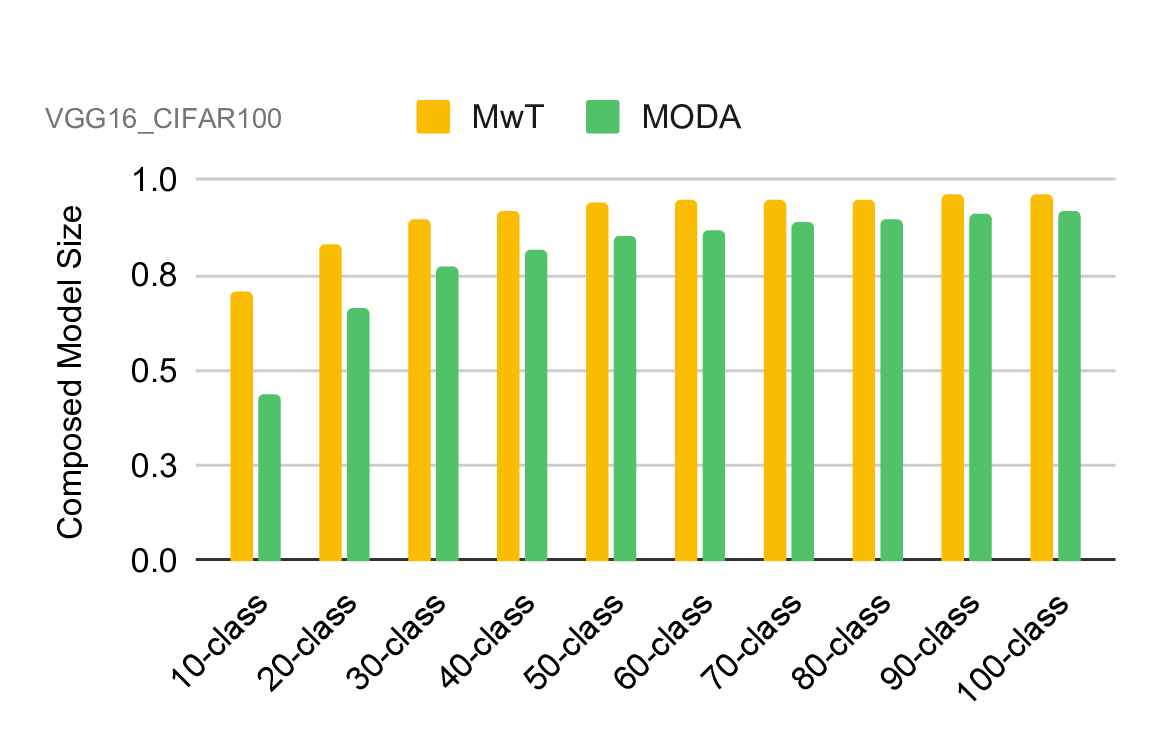 VGG16_CIFAR100
MwT
MODA
Composed Model Size
1.0
0.8
0.5
0.3
0.0
10-class
20-class
30-class
40-class
50-class
60-class
70-class
80-class
90-class
100-class